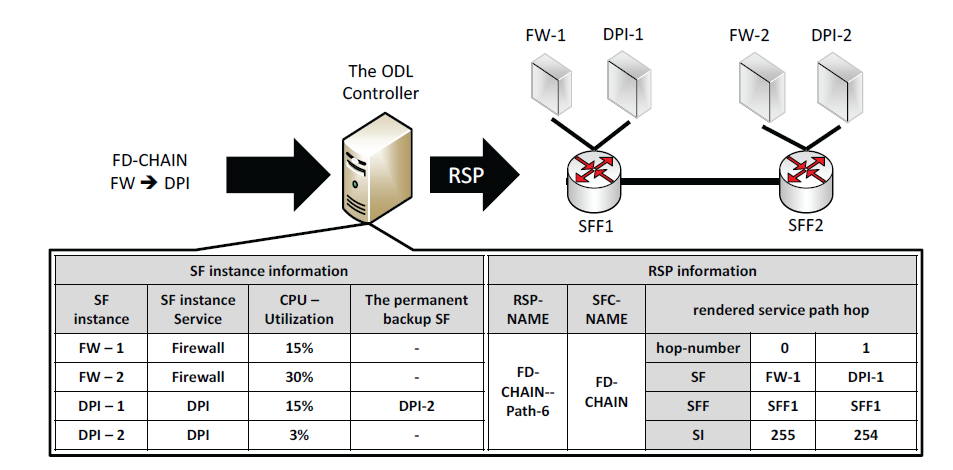 FW-1 DPI-1 FW-2 DPI-2
The ODL
Controller
FD-CHAIN
FW ➔ DPI
RSP
SFF1 SFF2
SF instance information RSP information
SF instance SF instance Service CPU – Utilization The permanent backup SF RSP-NAME SFC-NAME rendered service path hop
FW – 1 Firewall 15% - hop-number 0 1
FW – 2 Firewall 30% - FD-CHAIN--Path-6 FD-CHAIN SF FW-1 DPI-1
DPI – 1 DPI 15% DPI-2 SFF SFF1 SFF1
DPI – 2 DPI 3% - SI 255 254